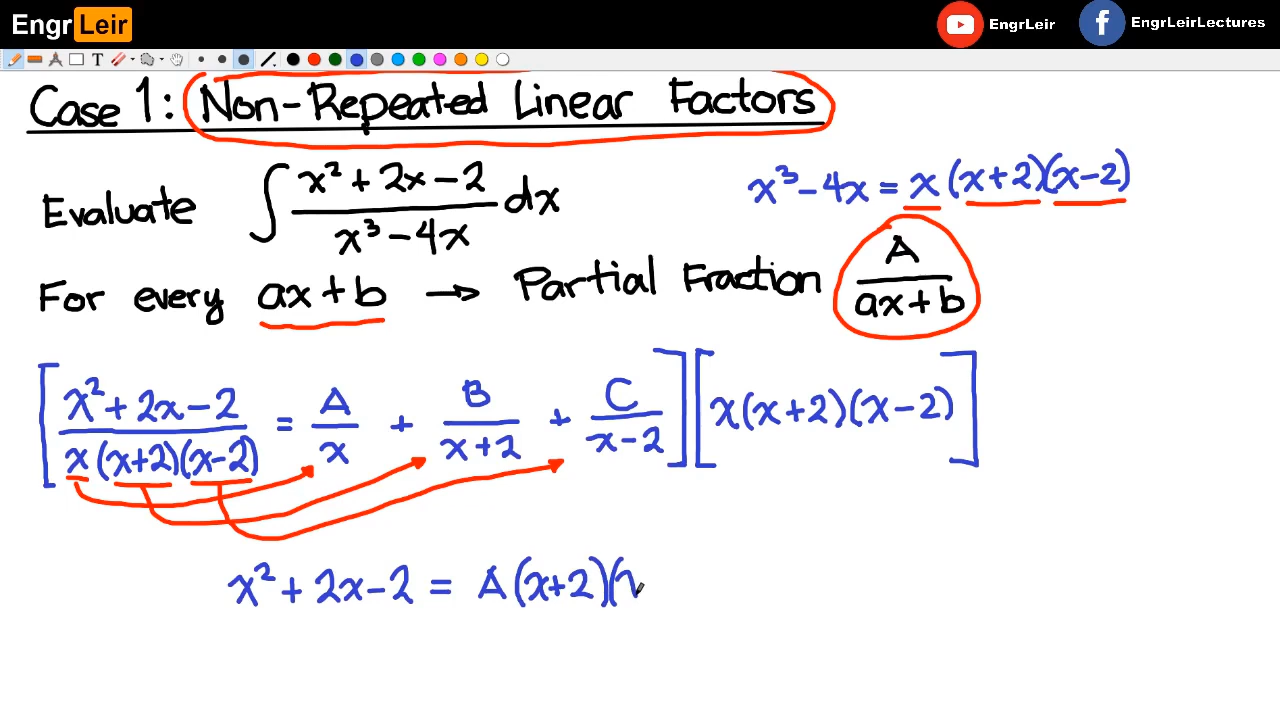 EngrLeir EngrLeir EngrLeirLectures
T
Case 1: Non-Repeated Linear Factors
Evaluate ∫ (x² + 2x − 2)/(x³ − 4x) dx
x³ − 4x = x(x+2)(x−2)
For every ax + b → Partial Fraction A/(ax + b)
[(x² + 2x − 2)/(x(x+2)(x−2)) = A/x + B/(x+2) + C/(x−2)][x(x+2)(x−2)]
x² + 2x − 2 = A(x+2)(